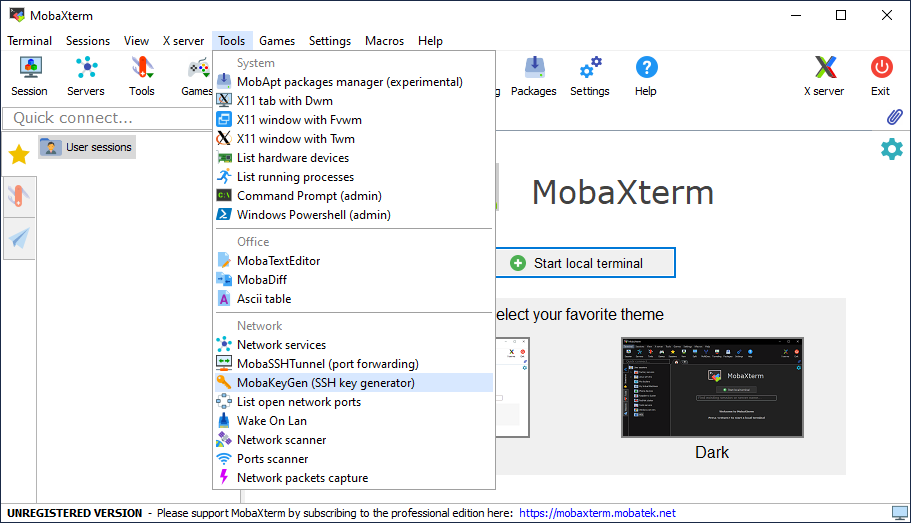 MobaXterm
Terminal Sessions View X server Tools Games Settings Macros Help
Session Servers Tools Games Packages Settings Help X server Exit
Quick connect...
User sessions
System
MobApt packages manager (experimental)
X11 tab with Dwm
X11 window with Fvwm
X11 window with Twm
List hardware devices
List running processes
Command Prompt (admin)
Windows Powershell (admin)
Office
MobaTextEditor
MobaDiff
Ascii table
Network
Network services
MobaSSHTunnel (port forwarding)
MobaKeyGen (SSH key generator)
List open network ports
Wake On Lan
Network scanner
Ports scanner
Network packets capture
MobaXterm
Start local terminal
elect your favorite theme
MobaXterm
Dark
UNREGISTERED VERSION - Please support MobaXterm by subscribing to the professional edition here: https://mobaxterm.mobatek.net